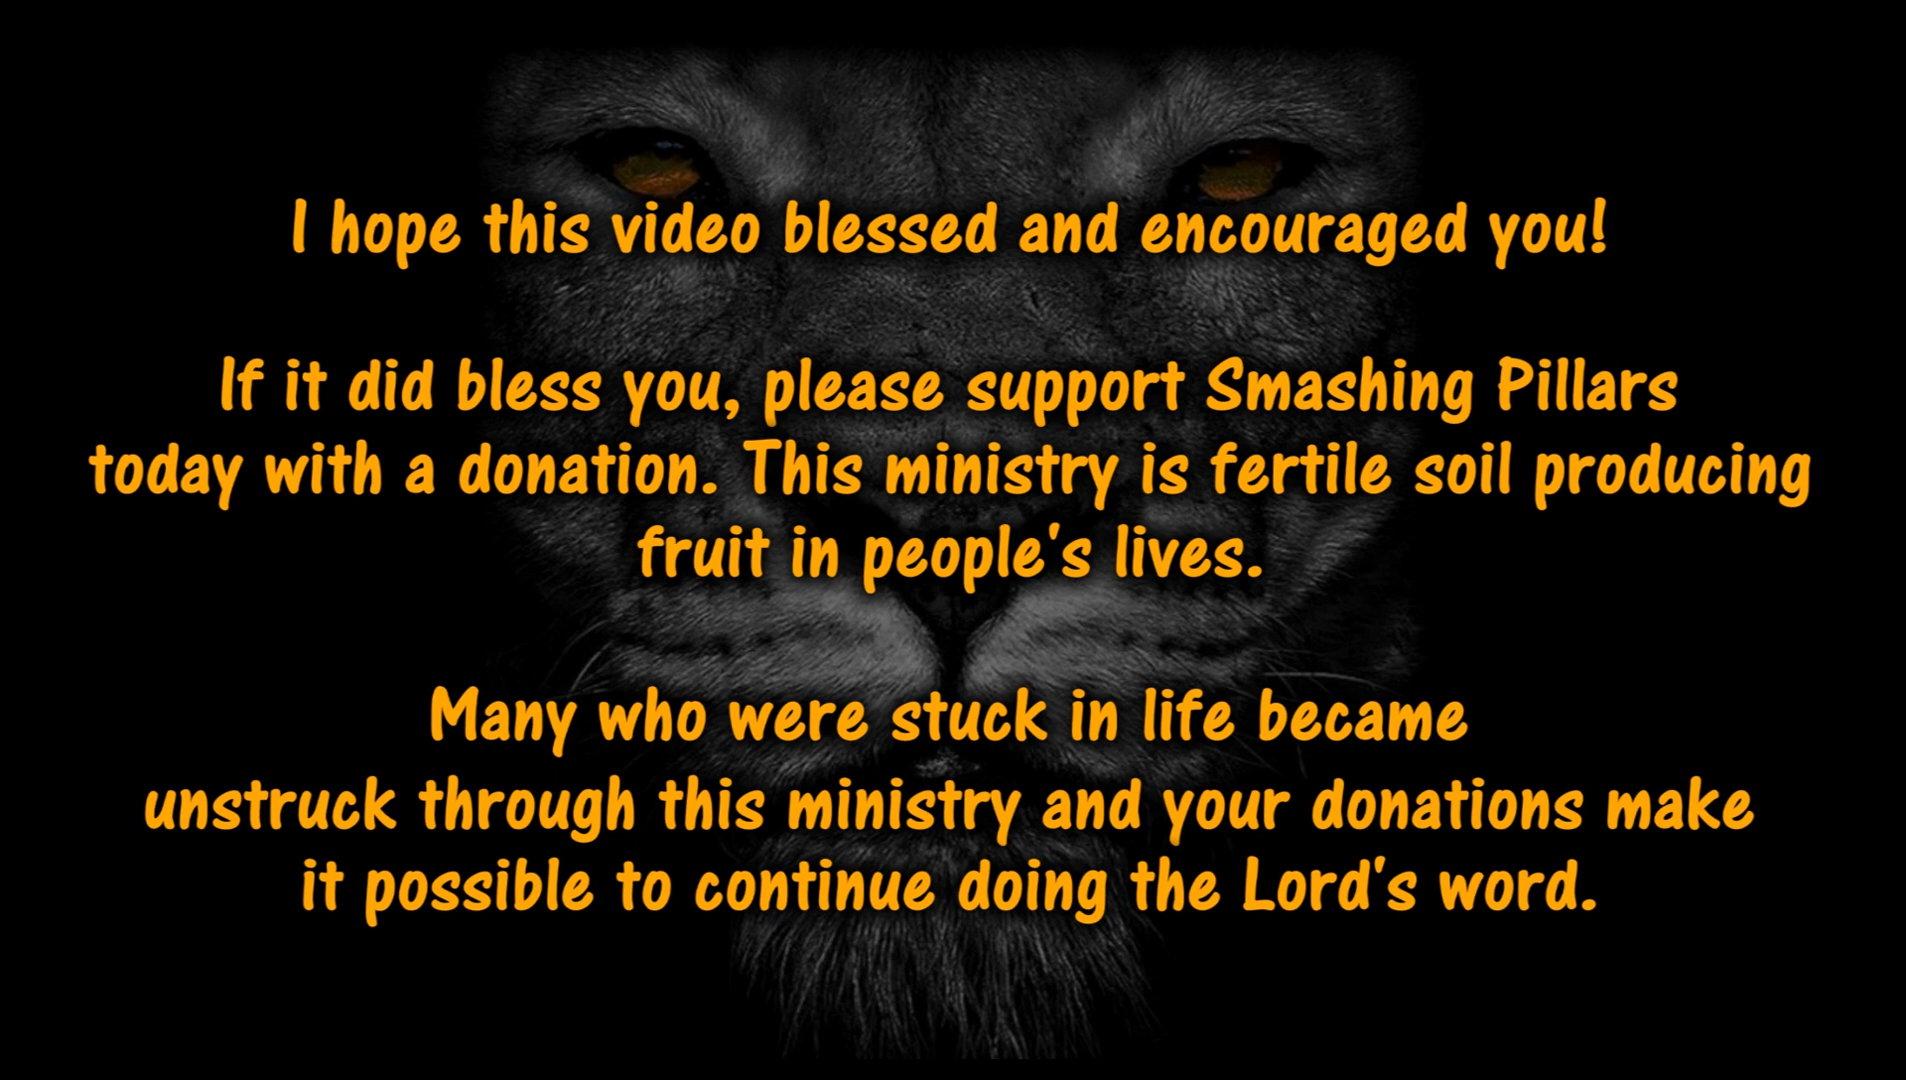 I hope this video blessed and encouraged you!
If it did bless you, please support Smashing Pillars
today with a donation. This ministry is fertile soil producing
fruit in people's lives.
Many who were stuck in life became
unstruck through this ministry and your donations make
it possible to continue doing the Lord's word.